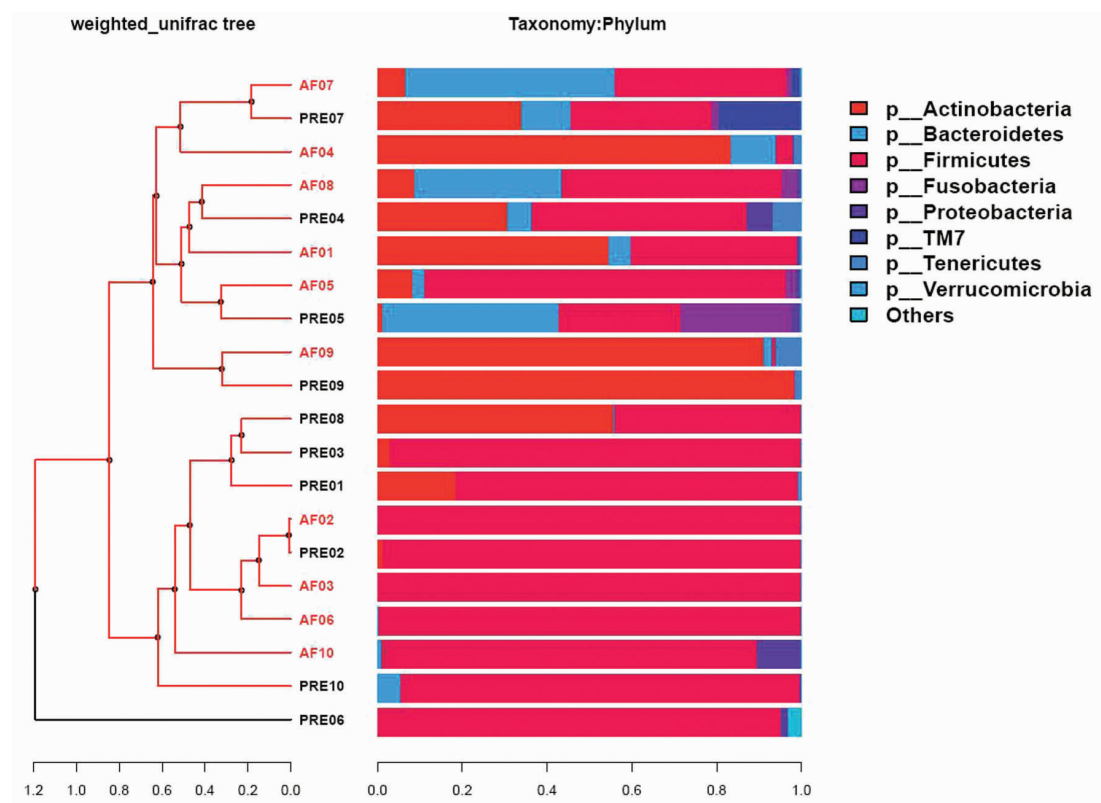 weighted_unifrac tree
Taxonomy:Phylum
AF07
PRE07
AF04
AF08
PRE04
AF01
AF05
PRE05
AF09
PRE09
PRE08
PRE03
PRE01
AF02
PRE02
AF03
AF06
AF10
PRE10
PRE06
p__Actinobacteria
p__Bacteroidetes
p__Firmicutes
p__Fusobacteria
p__Proteobacteria
p__TM7
p__Tenericutes
p__Verrucomicrobia
Others
1.2 1.0 0.8 0.6 0.4 0.2 0.0
0.0 0.2 0.4 0.6 0.8 1.0